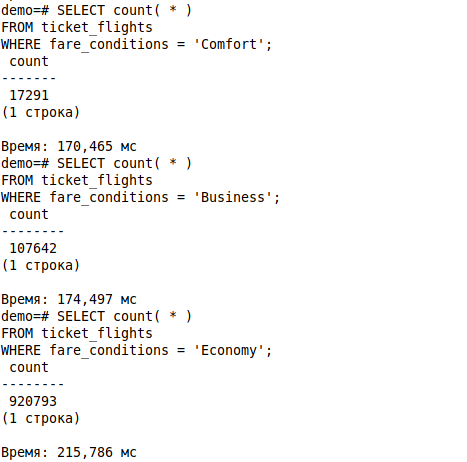 demo=# SELECT count( * )
FROM ticket_flights
WHERE fare_conditions = 'Comfort';
 count
-------
 17291
(1 строка)

Время: 170,465 мс
demo=# SELECT count( * )
FROM ticket_flights
WHERE fare_conditions = 'Business';
 count
--------
 107642
(1 строка)

Время: 174,497 мс
demo=# SELECT count( * )
FROM ticket_flights
WHERE fare_conditions = 'Economy';
 count
--------
 920793
(1 строка)

Время: 215,786 мс